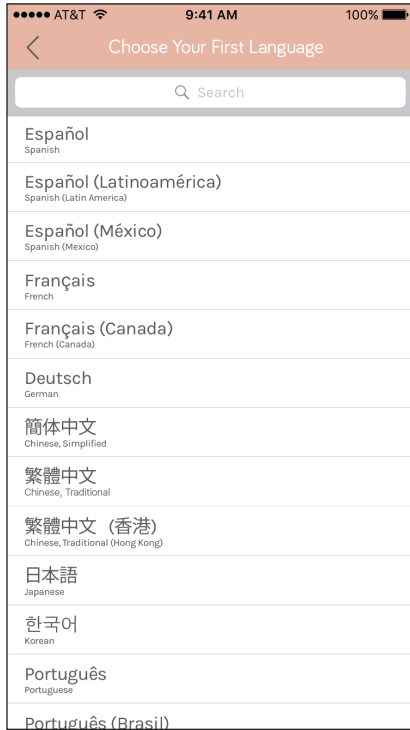 AT&T 9:41 AM 100%
Choose Your First Language
Search
Español
Spanish
Español (Latinoamérica)
Spanish (Latin America)
Español (México)
Spanish (Mexico)
Français
French
Français (Canada)
French (Canada)
Deutsch
German
簡体中文
Chinese, Simplified
繁體中文
Chinese, Traditional
繁體中文 (香港)
Chinese, Traditional (Hong Kong)
日本語
Japanese
한국어
Korean
Português
Portuguese
Português (Brasil)